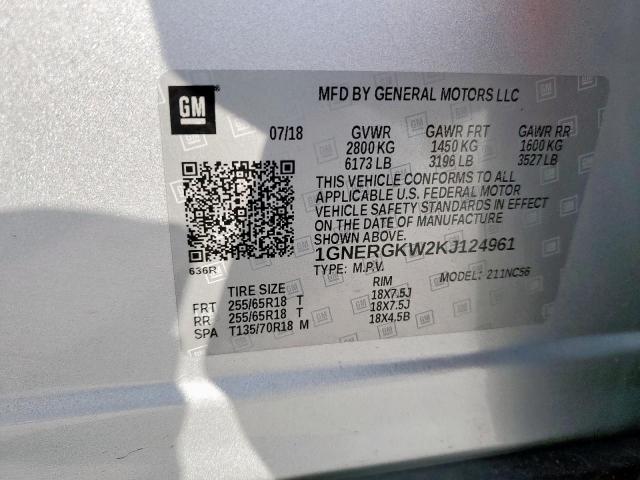 GM
MFD BY GENERAL MOTORS LLC
07/18 GVWR GAWR FRT GAWR RR
2800 KG 1450 KG 1600 KG
6173 LB 3196 LB 3527 LB
THIS VEHICLE CONFORMS TO ALL
APPLICABLE U.S. FEDERAL MOTOR
VEHICLE SAFETY STANDARDS IN EFFECT
ON THE DATE OF MANUFACTURE
SHOWN ABOVE.
1GNERGKW2KJ124961
636R TYPE: M.P.V. MODEL: 211NC56
TIRE SIZE RIM
FRT 255/65R18 T 18X7.5J
RR 255/65R18 T 18X7.5J
SPA T135/70R18 M 18X4.5B